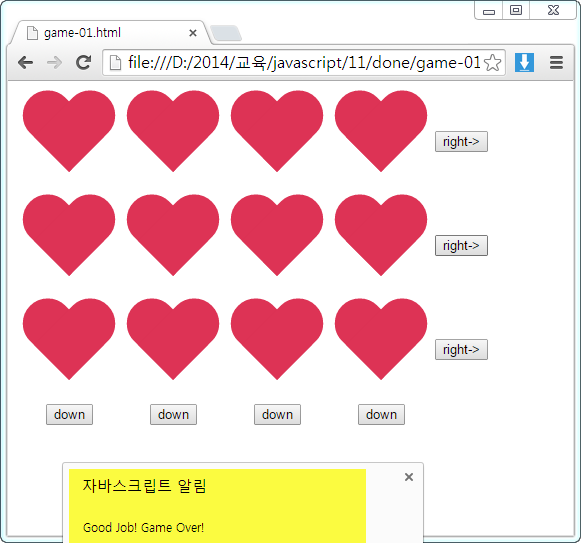 game-01.html
file:///D:/2014/교육/javascript/11/done/game-01
right->
right->
right->
down down down down
자바스크립트 알림
Good Job! Game Over!